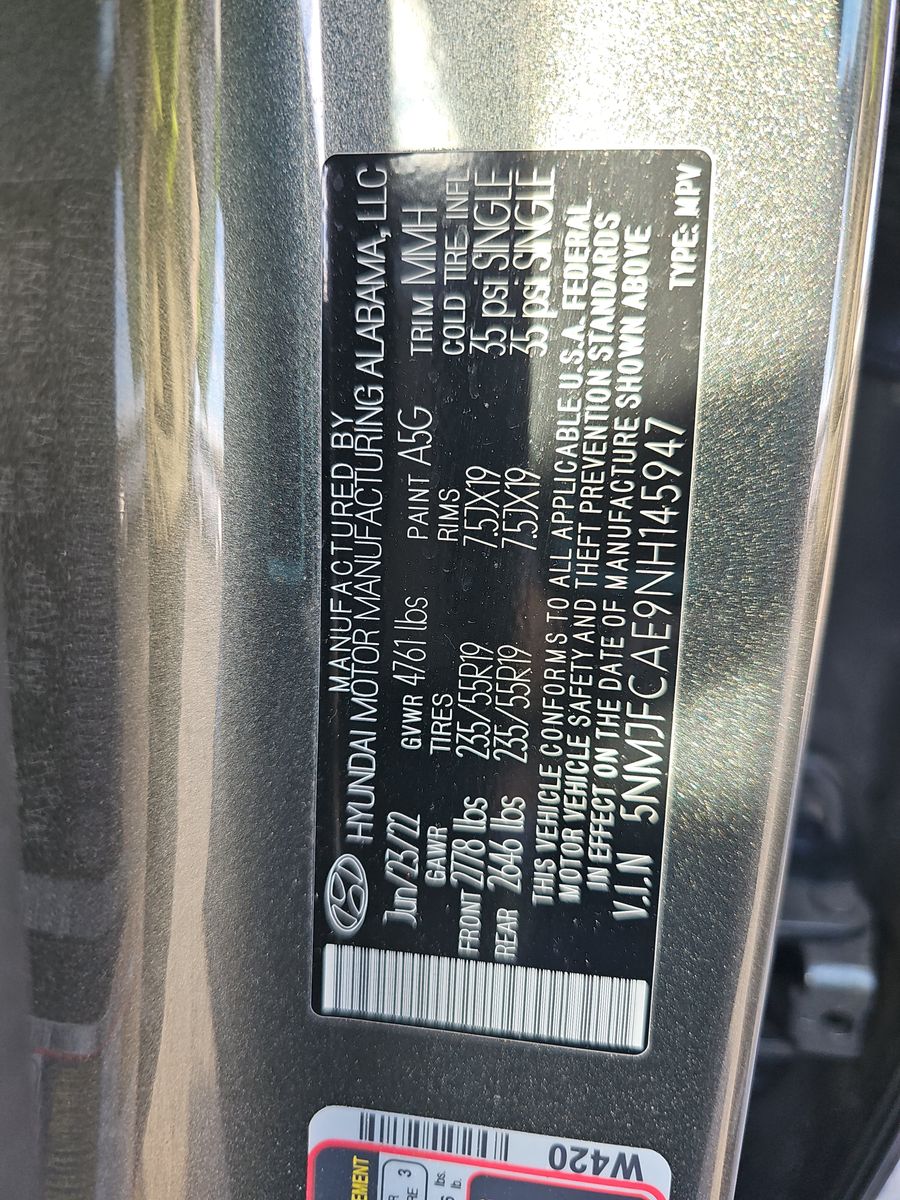 MANUFACTURED BY
HYUNDAI MOTOR MANUFACTURING ALABAMA, LLC
Jun/23/22 GVWR 4761 lbs PAINT A5G TRIM MMH
GAWR TIRES RIMS COLD TIRE INFL
FRONT 2778 lbs 235/55R19 7.5JX19 35 psi SINGLE
REAR 2646 lbs 235/55R19 7.5JX19 35 psi SINGLE
THIS VEHICLE CONFORMS TO ALL APPLICABLE U.S.A. FEDERAL
MOTOR VEHICLE SAFETY AND THEFT PREVENTION STANDARDS
IN EFFECT ON THE DATE OF MANUFACTURE SHOWN ABOVE
V.I.N 5NMJFCAE9NH145947 TYPE: MPV
W420
3
lbs.
lb.